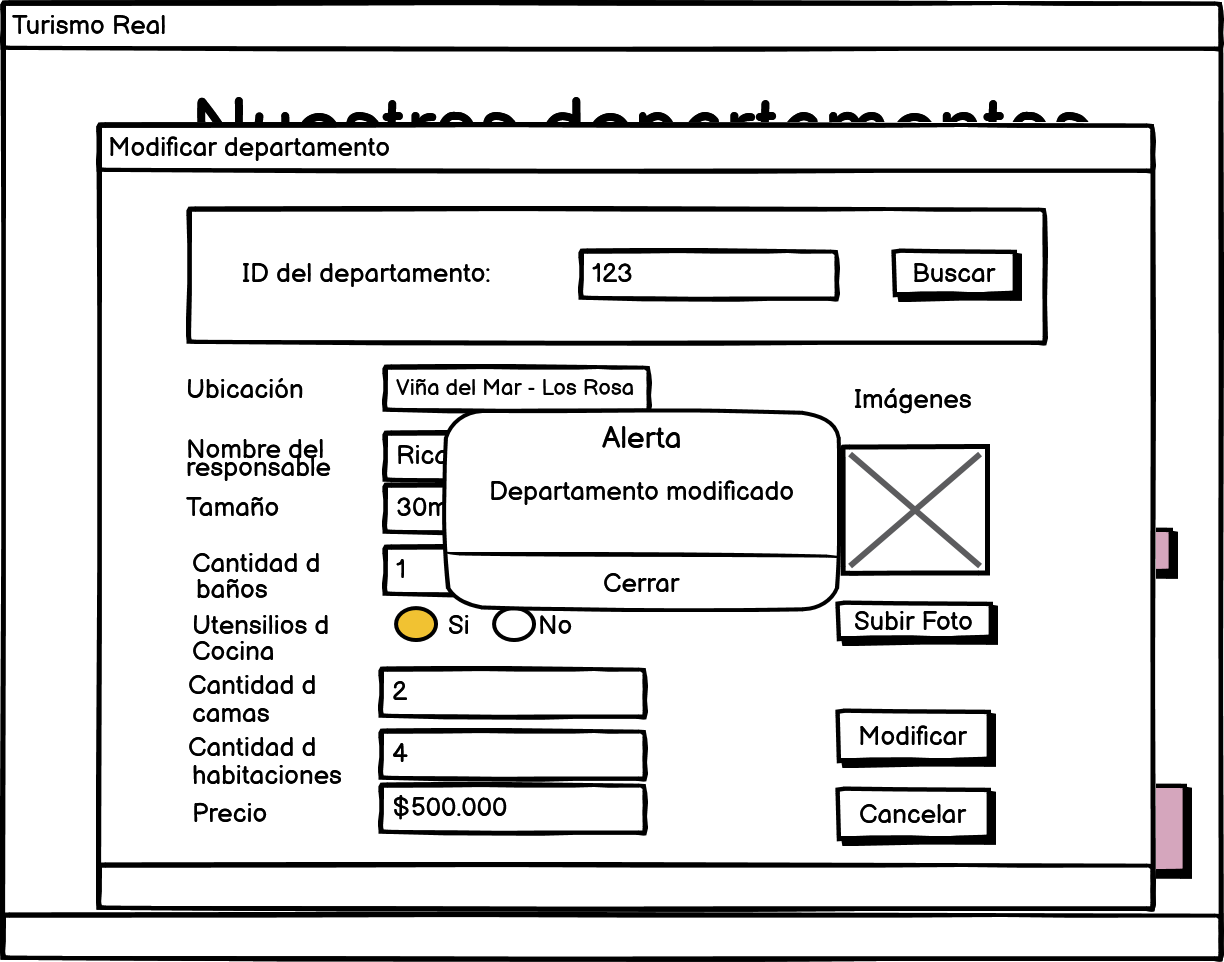 Turismo Real
Nuestros departamentos
Modificar departamento
ID del departamento:
123
Buscar
Ubicación
Viña del Mar - Los Rosa
Imágenes
Nombre del
responsable
Alerta
Tamaño
30m
Departamento modificado
Cantidad d
baños
1
Cerrar
Utensilios d
Cocina
Si
No
Subir Foto
Cantidad d
camas
2
Modificar
Cantidad d
habitaciones
4
Precio
$500.000
Cancelar